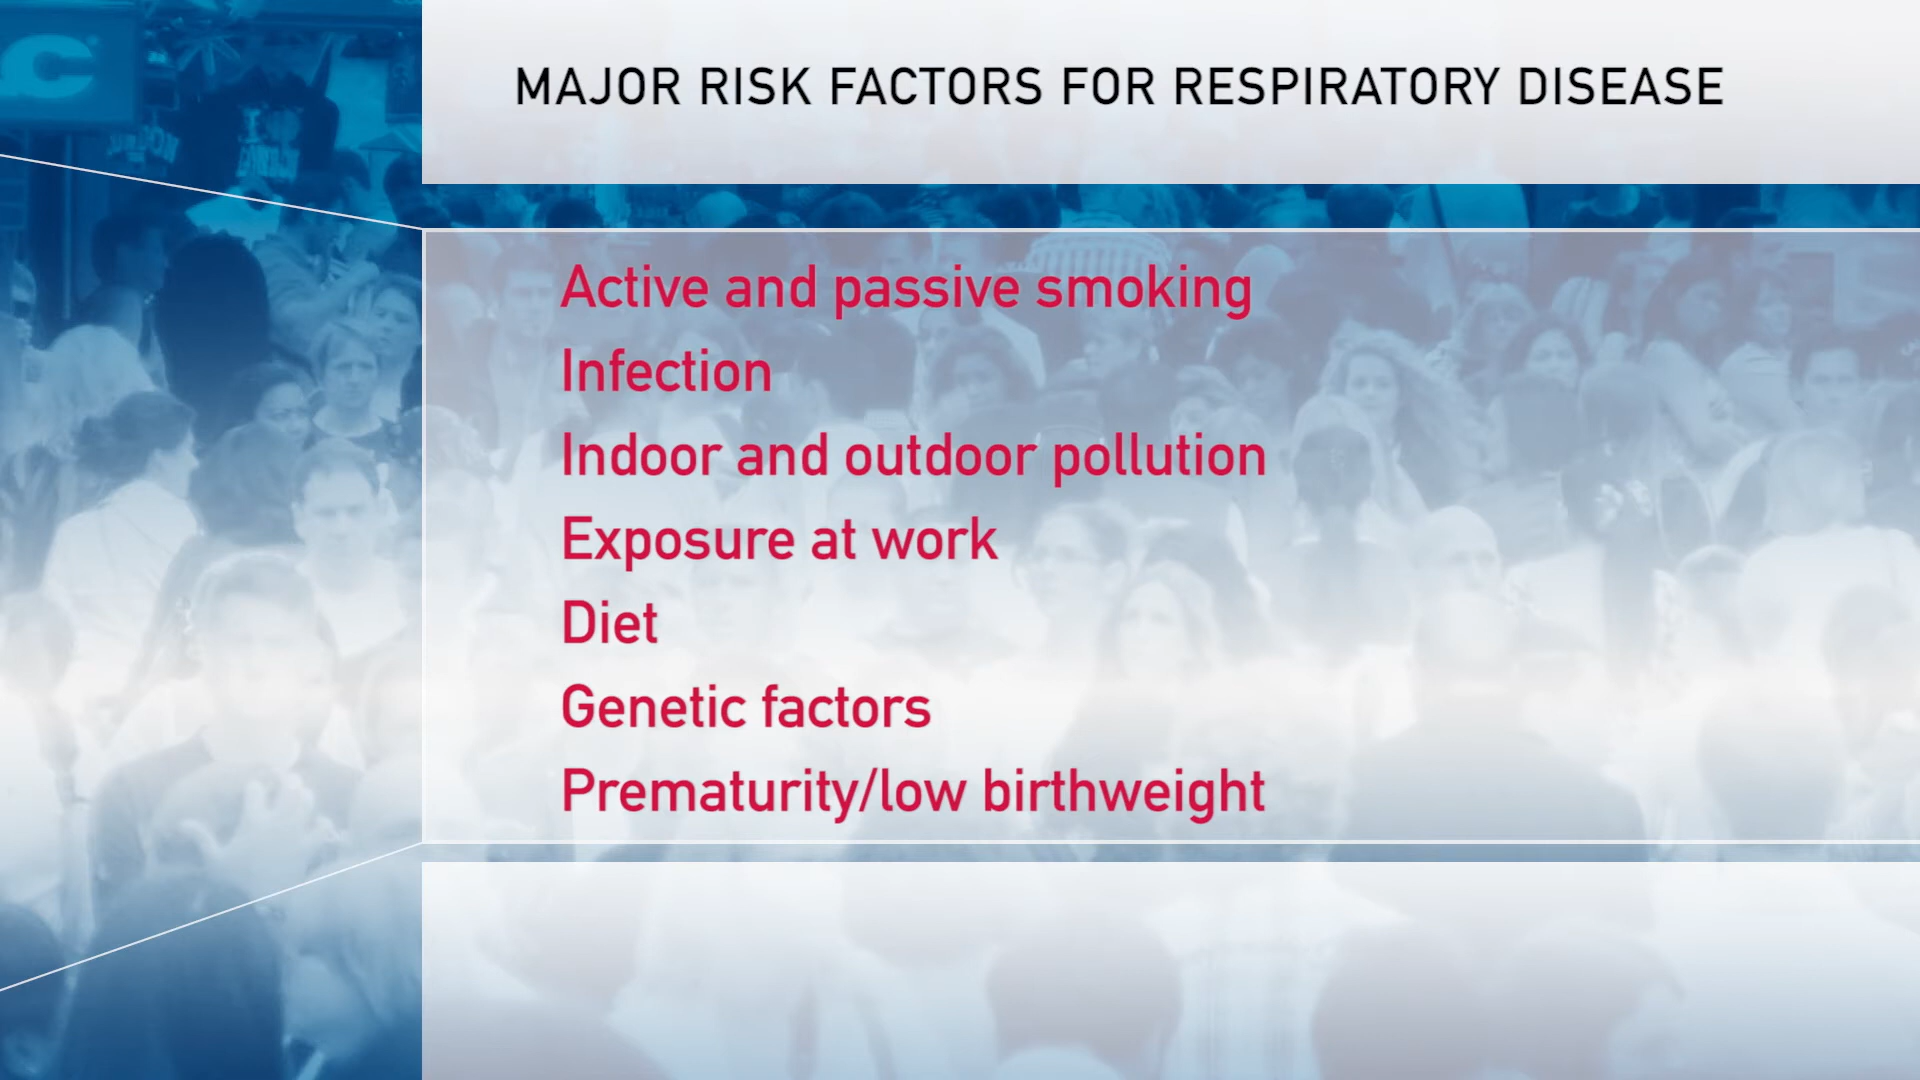 MAJOR RISK FACTORS FOR RESPIRATORY DISEASE
Active and passive smoking
Infection
Indoor and outdoor pollution
Exposure at work
Diet
Genetic factors
Prematurity/low birthweight